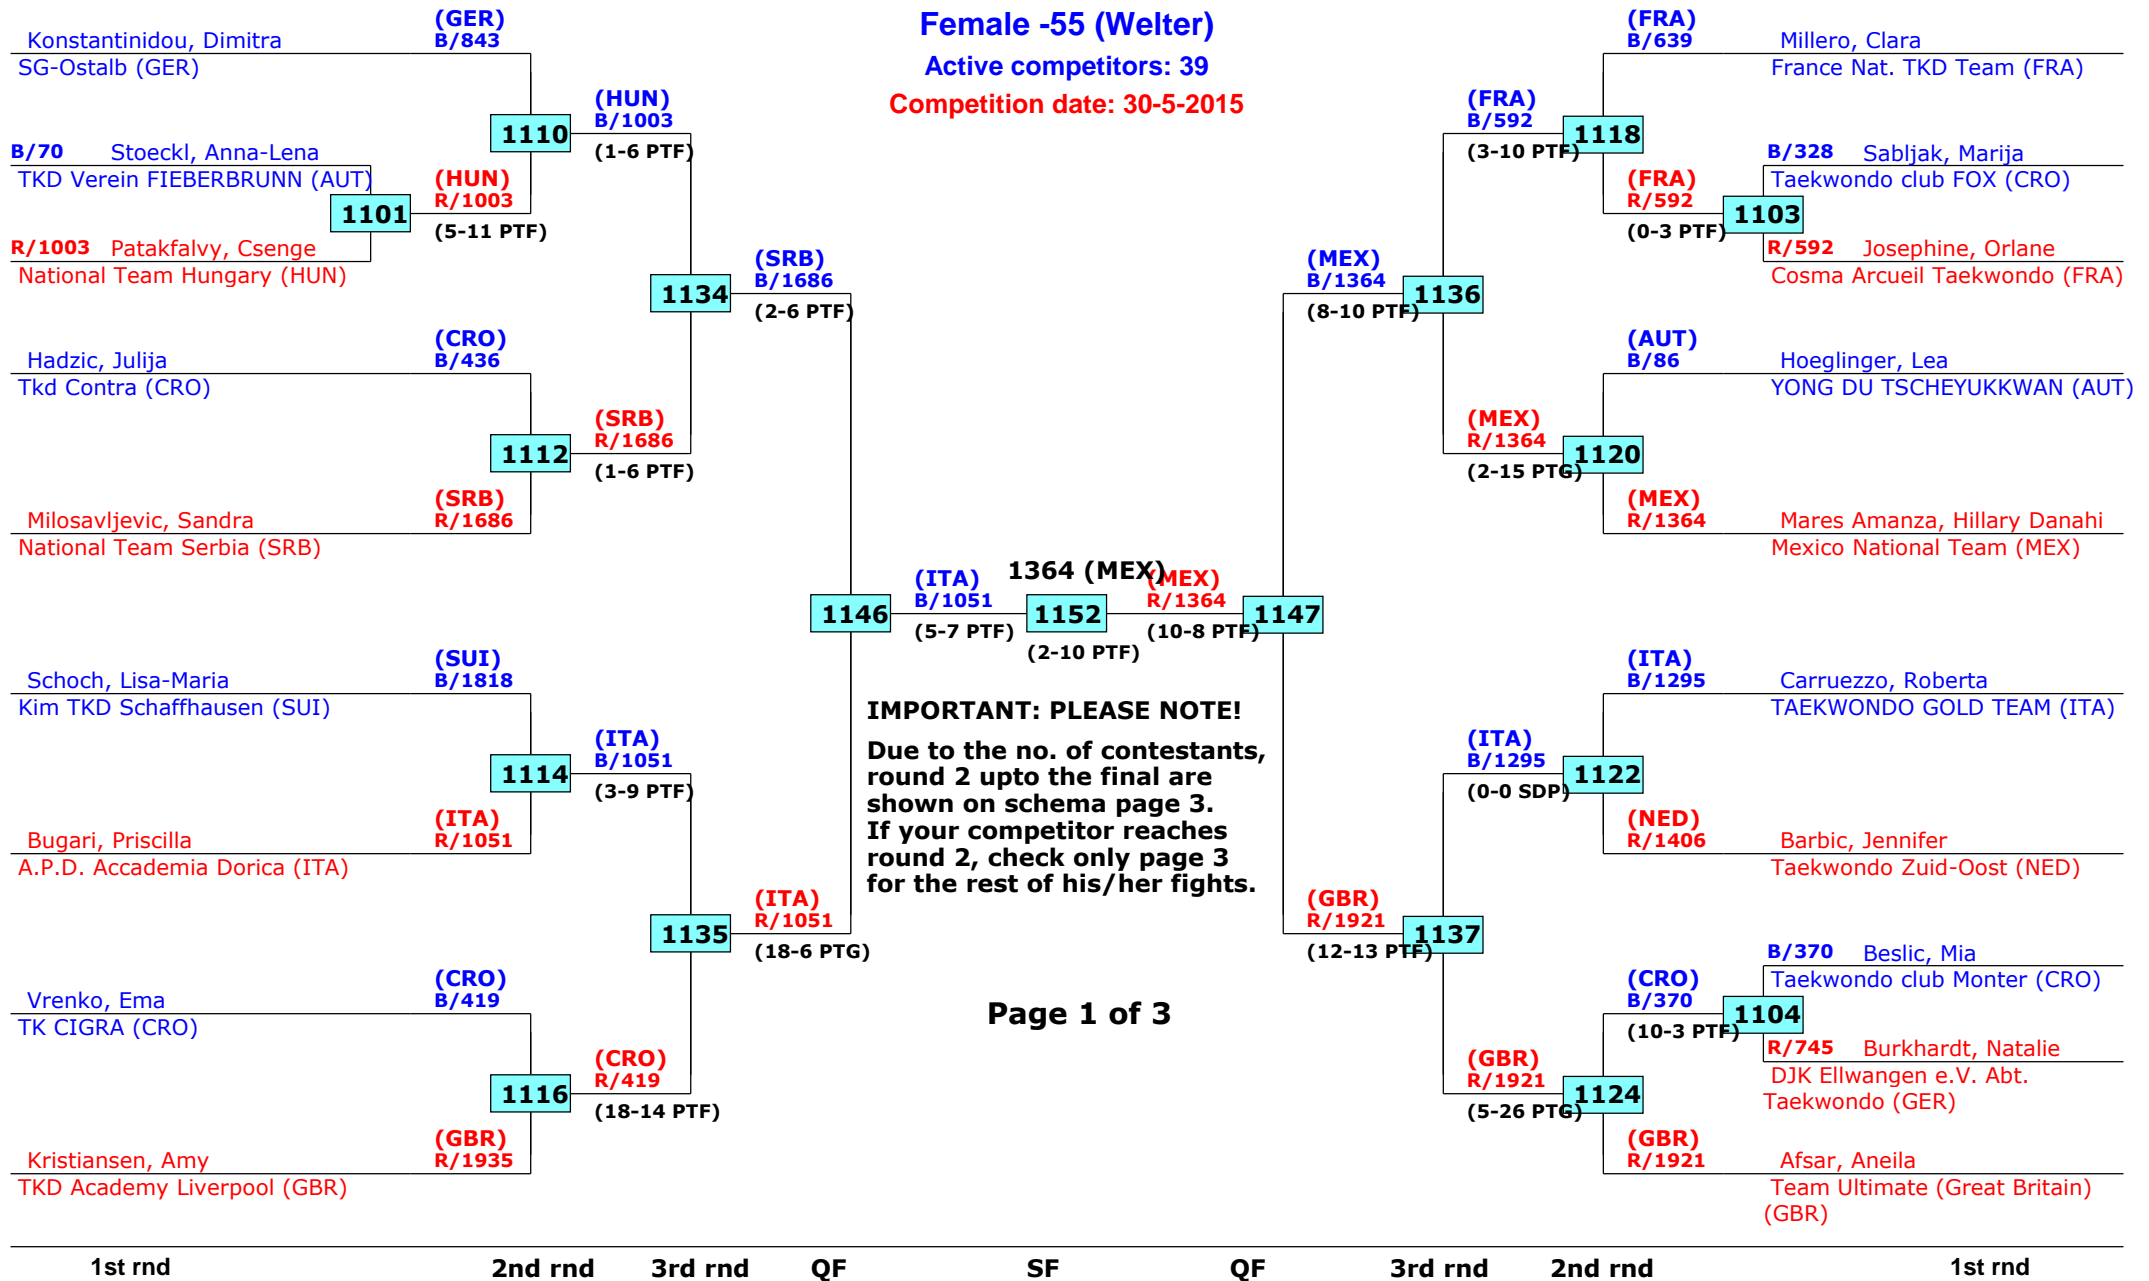 Female -55 (Welter)
Active competitors: 39
Competition date: 30-5-2015
(GER)
Konstantinidou, Dimitra B/843
SG-Ostalb (GER)
(HUN)
B/1003
1110
(1-6 PTF)
B/70 Stoeckl, Anna-Lena
TKD Verein FIEBERBRUNN (AUT)
(HUN)
R/1003
1101
(5-11 PTF)
R/1003 Patakfalvy, Csenge
National Team Hungary (HUN)
(SRB)
B/1686
1134
(2-6 PTF)
(CRO)
Hadzic, Julija B/436
Tkd Contra (CRO)
(SRB)
R/1686
1112
(1-6 PTF)
(SRB)
Milosavljevic, Sandra R/1686
National Team Serbia (SRB)
(ITA)
B/1051
1146
(5-7 PTF)
(SUI)
Schoch, Lisa-Maria B/1818
Kim TKD Schaffhausen (SUI)
(ITA)
B/1051
1114
(3-9 PTF)
(ITA)
Bugari, Priscilla R/1051
A.P.D. Accademia Dorica (ITA)
(ITA)
R/1051
1135
(18-6 PTG)
(CRO)
Vrenko, Ema B/419
TK CIGRA (CRO)
(CRO)
R/419
1116
(18-14 PTF)
(GBR)
Kristiansen, Amy R/1935
TKD Academy Liverpool (GBR)
1364 (MEX)
1152
(2-10 PTF)
IMPORTANT: PLEASE NOTE!
Due to the no. of contestants,
round 2 upto the final are
shown on schema page 3.
If your competitor reaches
round 2, check only page 3
for the rest of his/her fights.
Page 1 of 3
(FRA)
B/639 Millero, Clara
France Nat. TKD Team (FRA)
(FRA)
B/592
1118
(3-10 PTF)
B/328 Sabljak, Marija
Taekwondo club FOX (CRO)
(FRA)
R/592
1103
(0-3 PTF)
R/592 Josephine, Orlane
Cosma Arcueil Taekwondo (FRA)
(MEX)
B/1364
1136
(8-10 PTF)
(AUT)
B/86 Hoeglinger, Lea
YONG DU TSCHEYUKKWAN (AUT)
(MEX)
R/1364
1120
(2-15 PTG)
(MEX)
R/1364 Mares Amanza, Hillary Danahi
Mexico National Team (MEX)
(MEX)
R/1364
1147
(10-8 PTF)
(ITA)
B/1295 Carruezzo, Roberta
TAEKWONDO GOLD TEAM (ITA)
(ITA)
B/1295
1122
(0-0 SDP)
(NED)
R/1406 Barbic, Jennifer
Taekwondo Zuid-Oost (NED)
(GBR)
R/1921
1137
(12-13 PTF)
B/370 Beslic, Mia
Taekwondo club Monter (CRO)
(CRO)
B/370
1104
(10-3 PTF)
R/745 Burkhardt, Natalie
DJK Ellwangen e.V. Abt.
Taekwondo (GER)
(GBR)
R/1921
1124
(5-26 PTG)
(GBR)
R/1921 Afsar, Aneila
Team Ultimate (Great Britain)
(GBR)
1st rnd 2nd rnd 3rd rnd QF SF QF 3rd rnd 2nd rnd 1st rnd